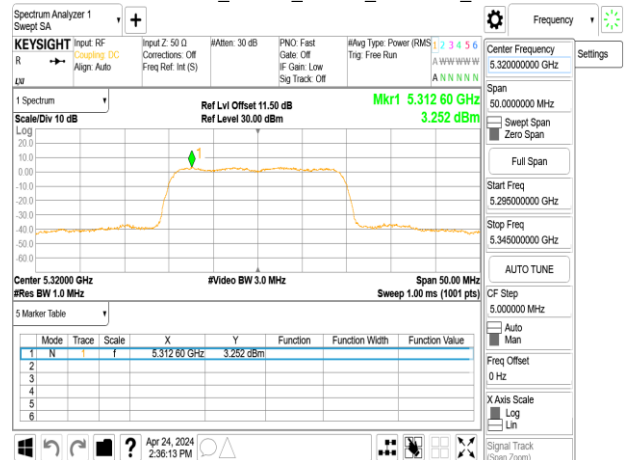 Spectrum Analyzer 1
Swept SA
+
Frequency
KEYSIGHT
R
LXI
Input: RF
Coupling: DC
Align: Auto
Input Z: 50 Ω
Corrections: Off
Freq Ref: Int (S)
#Atten: 30 dB
PNO: Fast
Gate: Off
IF Gain: Low
Sig Track: Off
#Avg Type: Power (RMS
Trig: Free Run
1 2 3 4 5 6
A W W W W W
A N N N N N
Center Frequency
5.320000000 GHz
Settings
Span
50.0000000 MHz
Swept Span
Zero Span
Full Span
Start Freq
5.295000000 GHz
Stop Freq
5.345000000 GHz
AUTO TUNE
CF Step
5.000000 MHz
Auto
Man
Freq Offset
0 Hz
X Axis Scale
Log
Lin
Signal Track
(Span Zoom)
1 Spectrum
Scale/Div 10 dB
Ref Lvl Offset 11.50 dB
Ref Level 30.00 dBm
Mkr1 5.312 60 GHz
3.252 dBm
Log
20.0
10.0
0.00
-10.0
-20.0
-30.0
-40.0
-50.0
-60.0
1
Center 5.32000 GHz
#Res BW 1.0 MHz
#Video BW 3.0 MHz
Span 50.00 MHz
Sweep 1.00 ms (1001 pts)
5 Marker Table
Mode Trace Scale X Y Function Function Width Function Value
1 N 1 f 5.312 60 GHz 3.252 dBm
2
3
4
5
6
?
Apr 24, 2024
2:36:13 PM